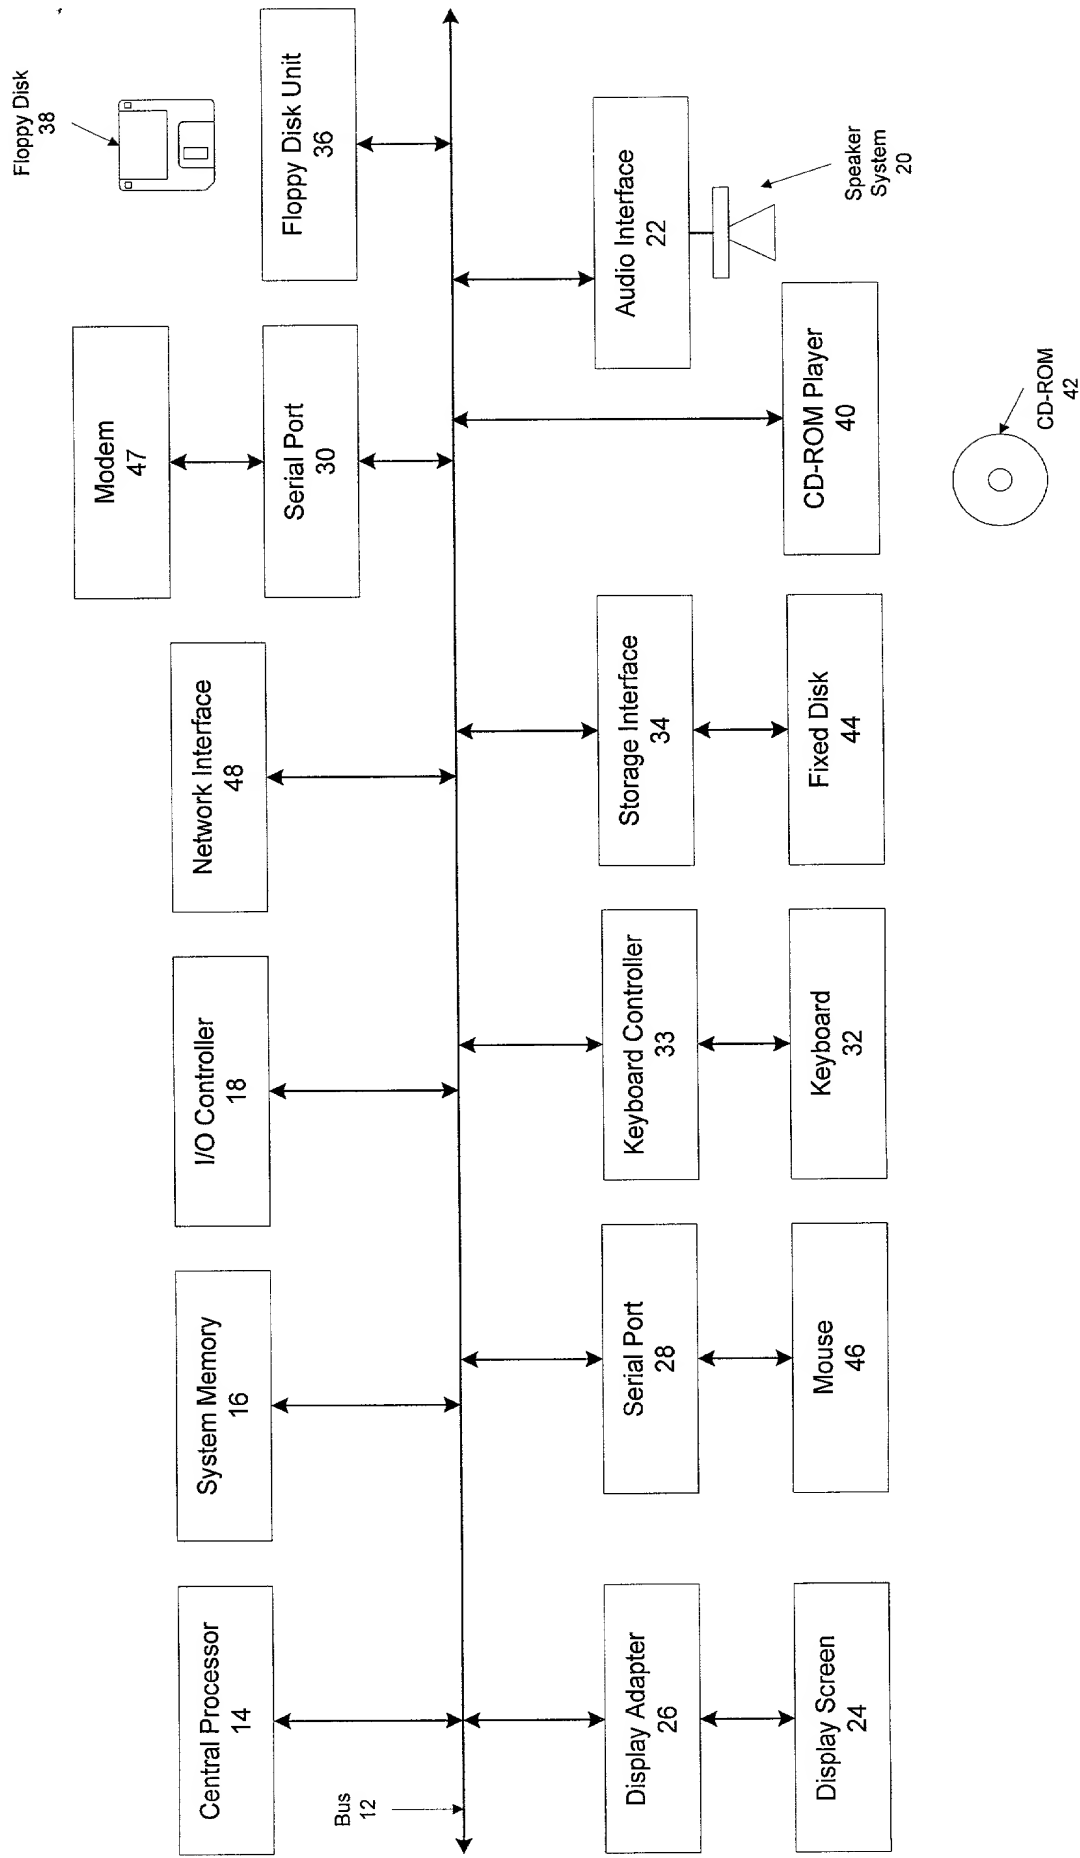 Central Processor
14
System Memory
16
I/O Controller
18
Network Interface
48
Modem
47
Serial Port
30
Floppy Disk
38
Floppy Disk Unit
36
Bus
12
Display Adapter
26
Display Screen
24
Serial Port
28
Mouse
46
Keyboard Controller
33
Keyboard
32
Storage Interface
34
Fixed Disk
44
CD-ROM Player
40
CD-ROM
42
Audio Interface
22
Speaker
System
20